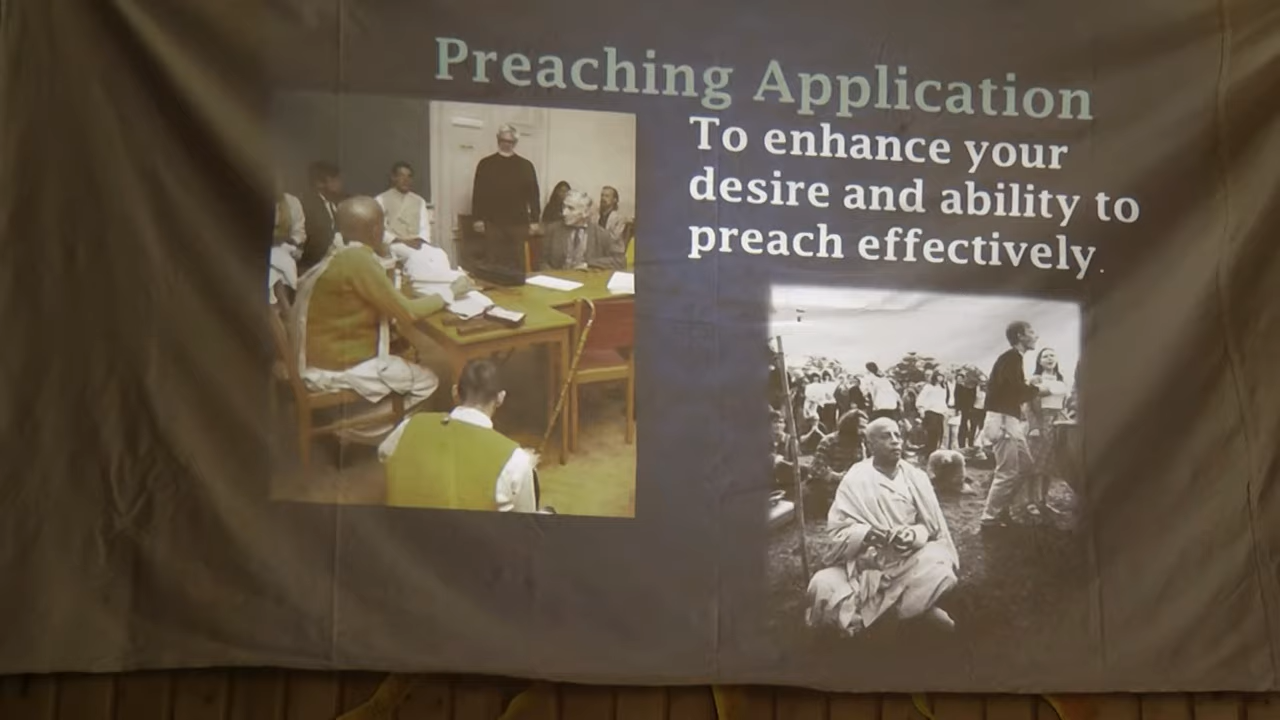 Preaching Application
To enhance your
desire and ability to
preach effectively.